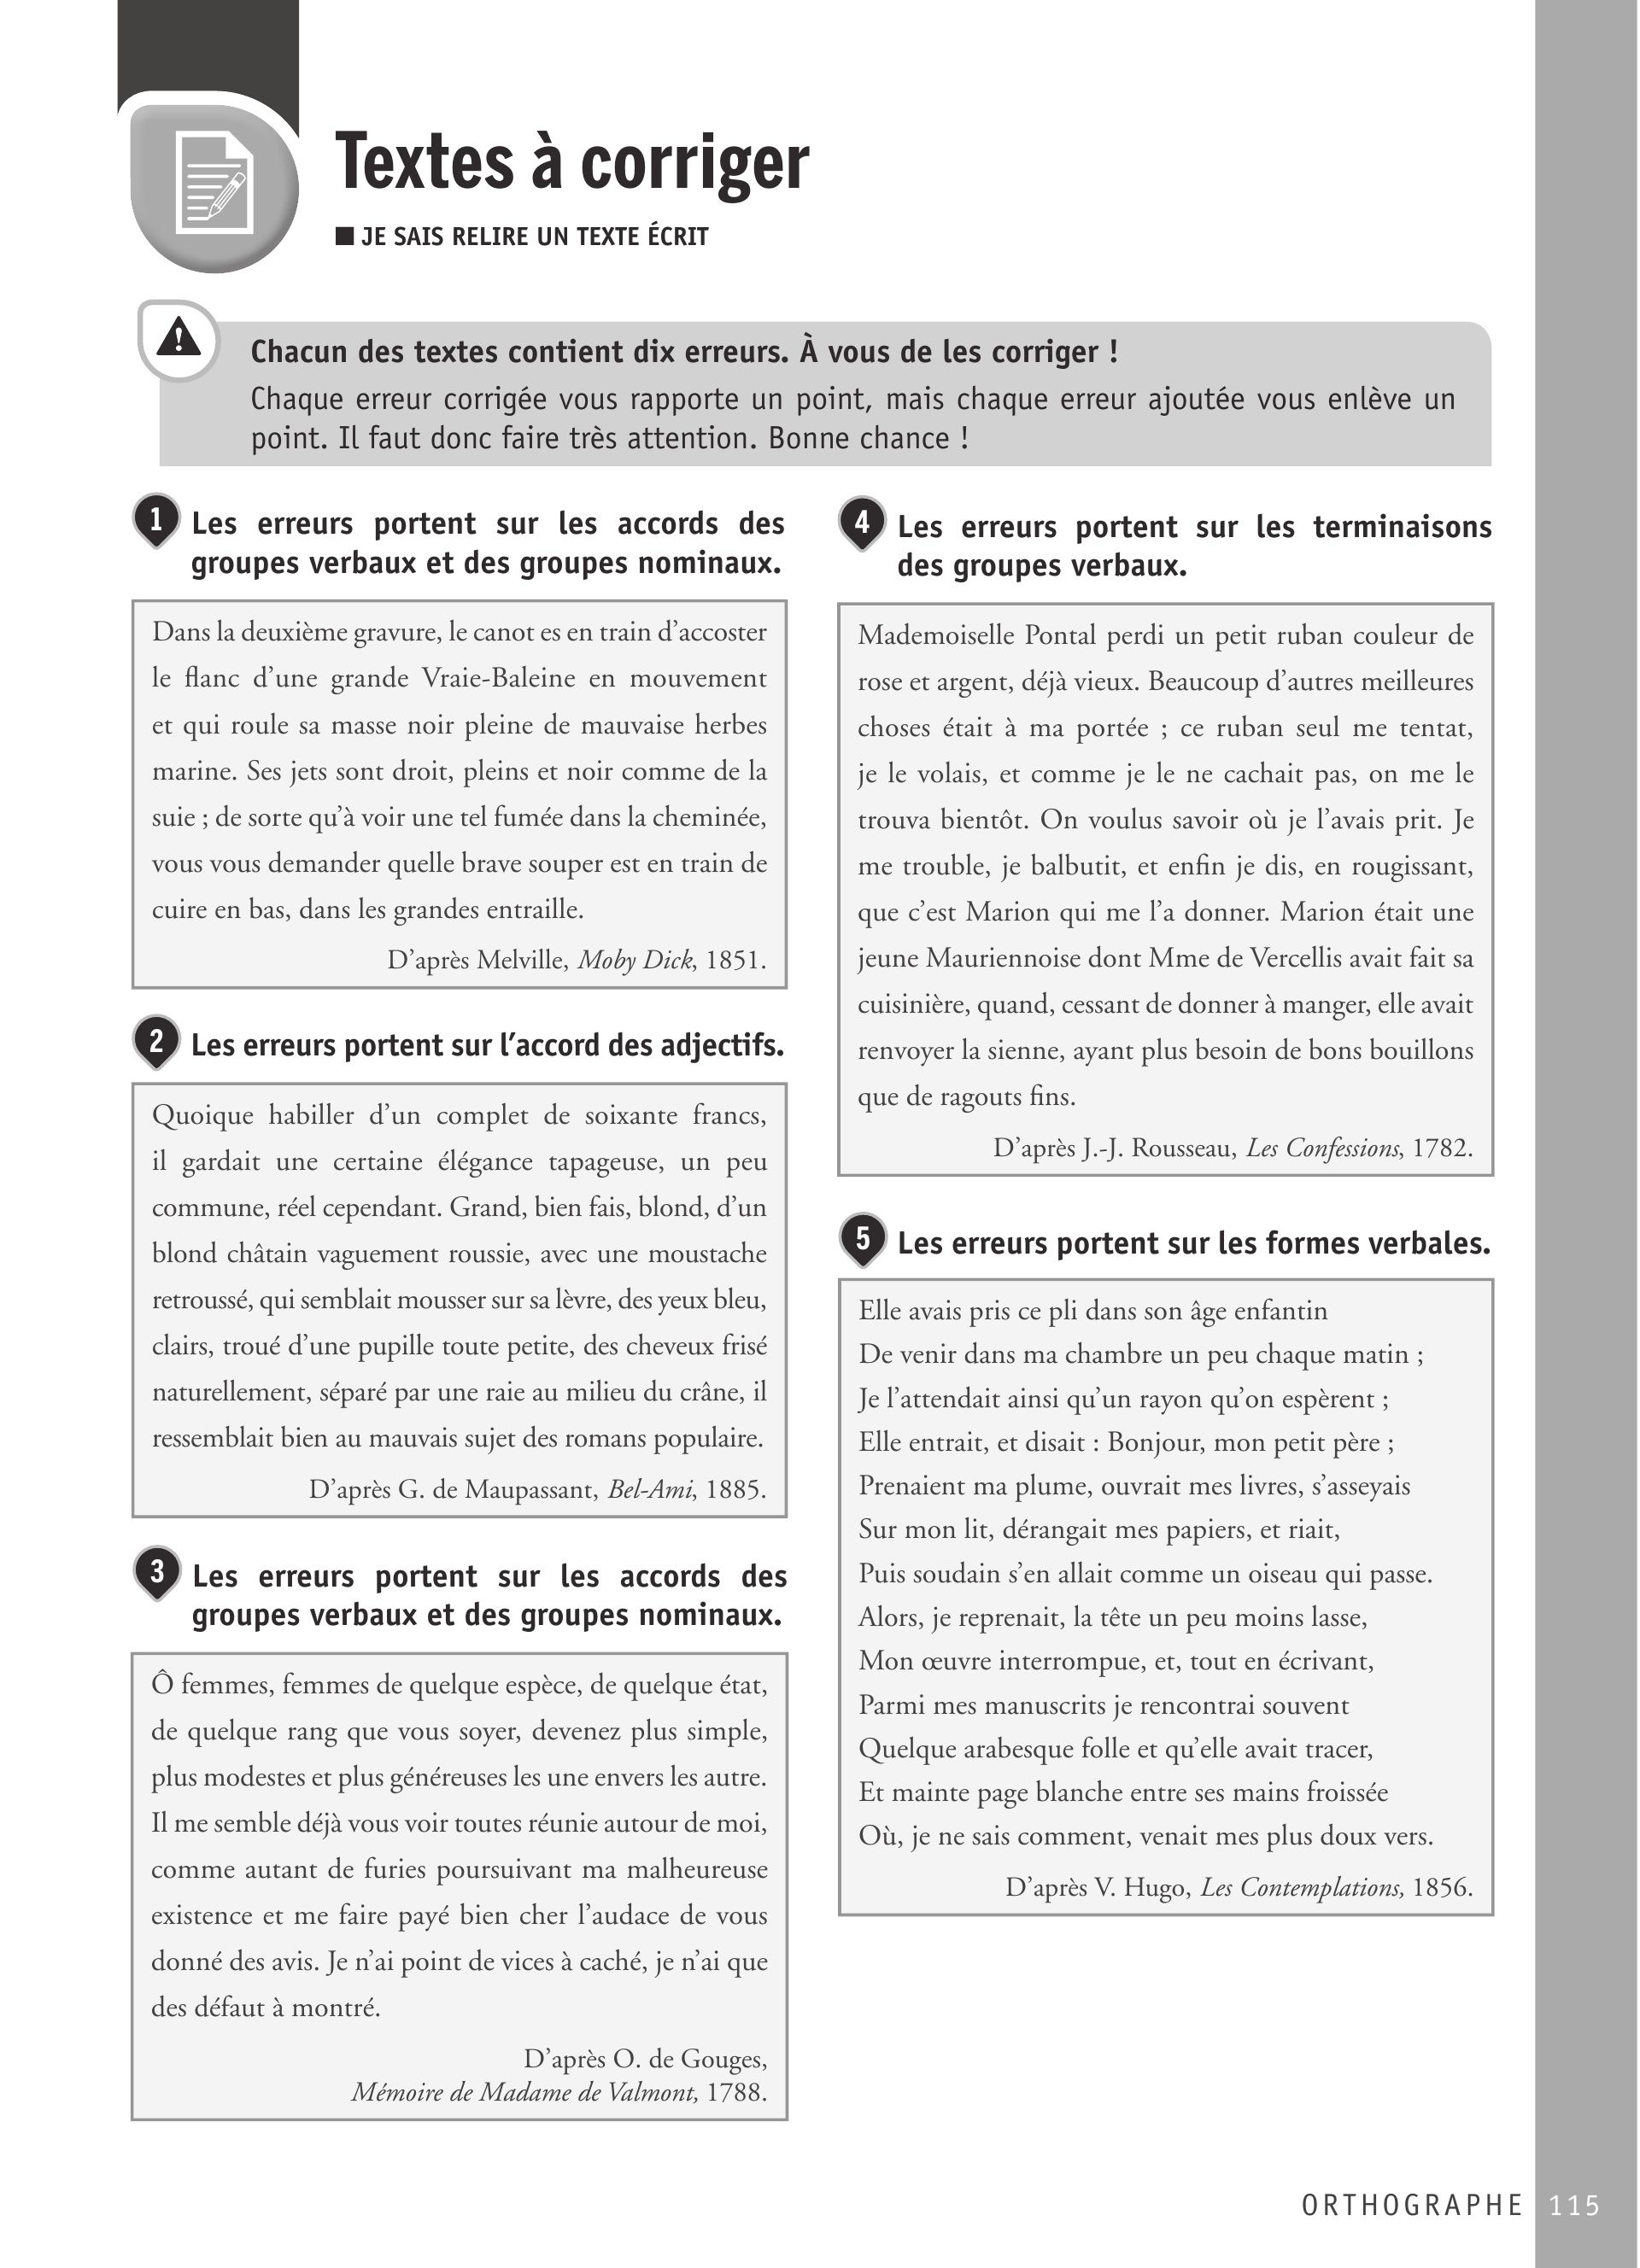 Textes à corriger
■ JE SAIS RELIRE UN TEXTE ÉCRIT
Chacun des textes contient dix erreurs. À vous de les corriger !
Chaque erreur corrigée vous rapporte un point, mais chaque erreur ajoutée vous enlève un
point. Il faut donc faire très attention. Bonne chance !
1 Les erreurs portent sur les accords des
groupes verbaux et des groupes nominaux.
Dans la deuxième gravure, le canot es en train d’accoster
le flanc d’une grande Vraie-Baleine en mouvement
et qui roule sa masse noir pleine de mauvaise herbes
marine. Ses jets sont droit, pleins et noir comme de la
suie ; de sorte qu’à voir une tel fumée dans la cheminée,
vous vous demander quelle brave souper est en train de
cuire en bas, dans les grandes entraille.
D’après Melville, Moby Dick, 1851.
2 Les erreurs portent sur l’accord des adjectifs.
Quoique habiller d’un complet de soixante francs,
il gardait une certaine élégance tapageuse, un peu
commune, réel cependant. Grand, bien fais, blond, d’un
blond châtain vaguement roussie, avec une moustache
retroussé, qui semblait mousser sur sa lèvre, des yeux bleu,
clairs, troué d’une pupille toute petite, des cheveux frisé
naturellement, séparé par une raie au milieu du crâne, il
ressemblait bien au mauvais sujet des romans populaire.
D’après G. de Maupassant, Bel-Ami, 1885.
3 Les erreurs portent sur les accords des
groupes verbaux et des groupes nominaux.
Ô femmes, femmes de quelque espèce, de quelque état,
de quelque rang que vous soyer, devenez plus simple,
plus modestes et plus généreuses les une envers les autre.
Il me semble déjà vous voir toutes réunie autour de moi,
comme autant de furies poursuivant ma malheureuse
existence et me faire payé bien cher l’audace de vous
donné des avis. Je n’ai point de vices à caché, je n’ai que
des défaut à montré.
D’après O. de Gouges,
Mémoire de Madame de Valmont, 1788.
4 Les erreurs portent sur les terminaisons
des groupes verbaux.
Mademoiselle Pontal perdi un petit ruban couleur de
rose et argent, déjà vieux. Beaucoup d’autres meilleures
choses était à ma portée ; ce ruban seul me tentat,
je le volais, et comme je le ne cachait pas, on me le
trouva bientôt. On voulus savoir où je l’avais prit. Je
me trouble, je balbutit, et enfin je dis, en rougissant,
que c’est Marion qui me l’a donner. Marion était une
jeune Mauriennoise dont Mme de Vercellis avait fait sa
cuisinière, quand, cessant de donner à manger, elle avait
renvoyer la sienne, ayant plus besoin de bons bouillons
que de ragouts fins.
D’après J.-J. Rousseau, Les Confessions, 1782.
5 Les erreurs portent sur les formes verbales.
Elle avais pris ce pli dans son âge enfantin
De venir dans ma chambre un peu chaque matin ;
Je l’attendait ainsi qu’un rayon qu’on espèrent ;
Elle entrait, et disait : Bonjour, mon petit père ;
Prenaient ma plume, ouvrait mes livres, s’asseyais
Sur mon lit, dérangait mes papiers, et riait,
Puis soudain s’en allait comme un oiseau qui passe.
Alors, je reprenait, la tête un peu moins lasse,
Mon œuvre interrompue, et, tout en écrivant,
Parmi mes manuscrits je rencontrai souvent
Quelque arabesque folle et qu’elle avait tracer,
Et mainte page blanche entre ses mains froissée
Où, je ne sais comment, venait mes plus doux vers.
D’après V. Hugo, Les Contemplations, 1856.
ORTHOGRAPHE 115